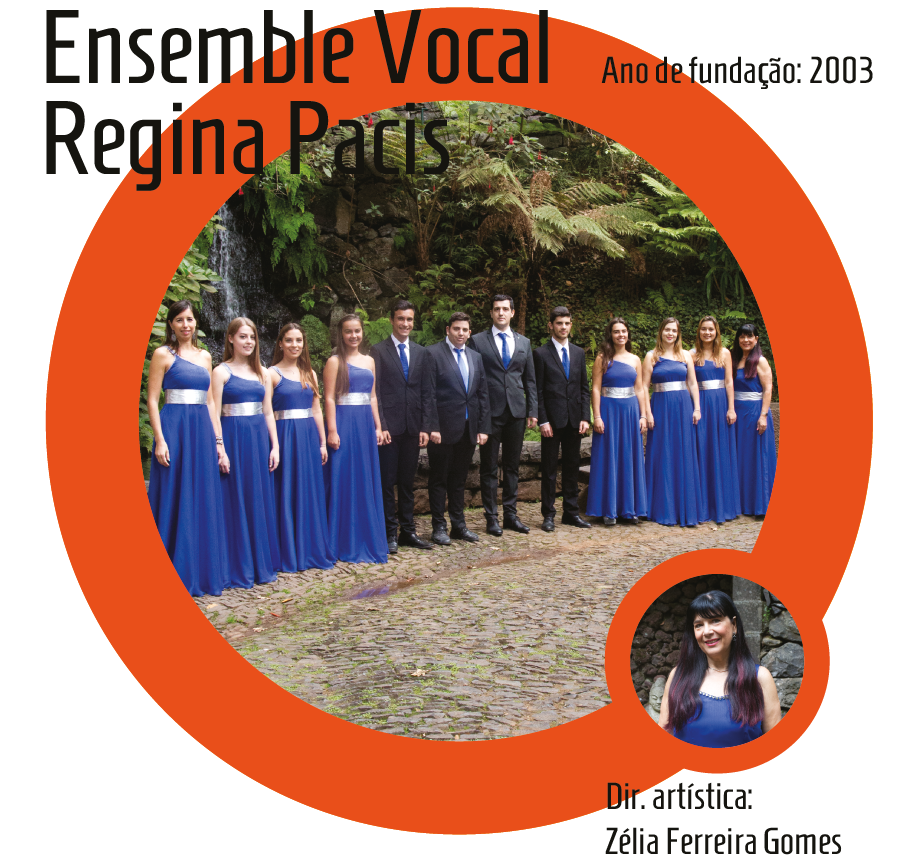 Ensemble Vocal
Regina Pacis
Ano de fundação: 2003
Dir. artística:
Zélia Ferreira Gomes